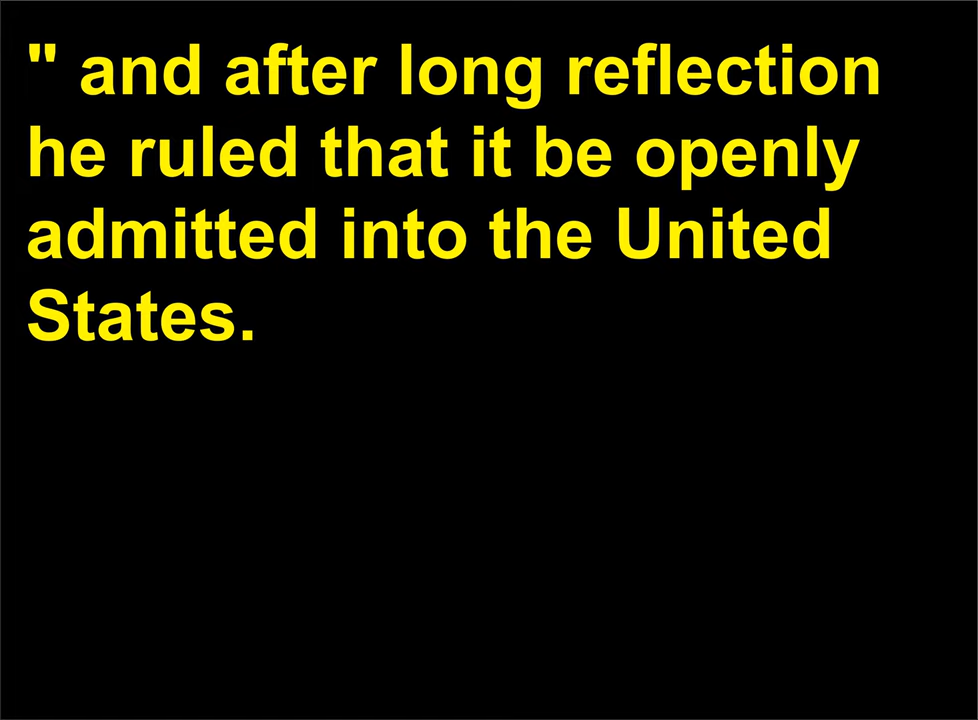 " and after long reflection
he ruled that it be openly
admitted into the United
States.